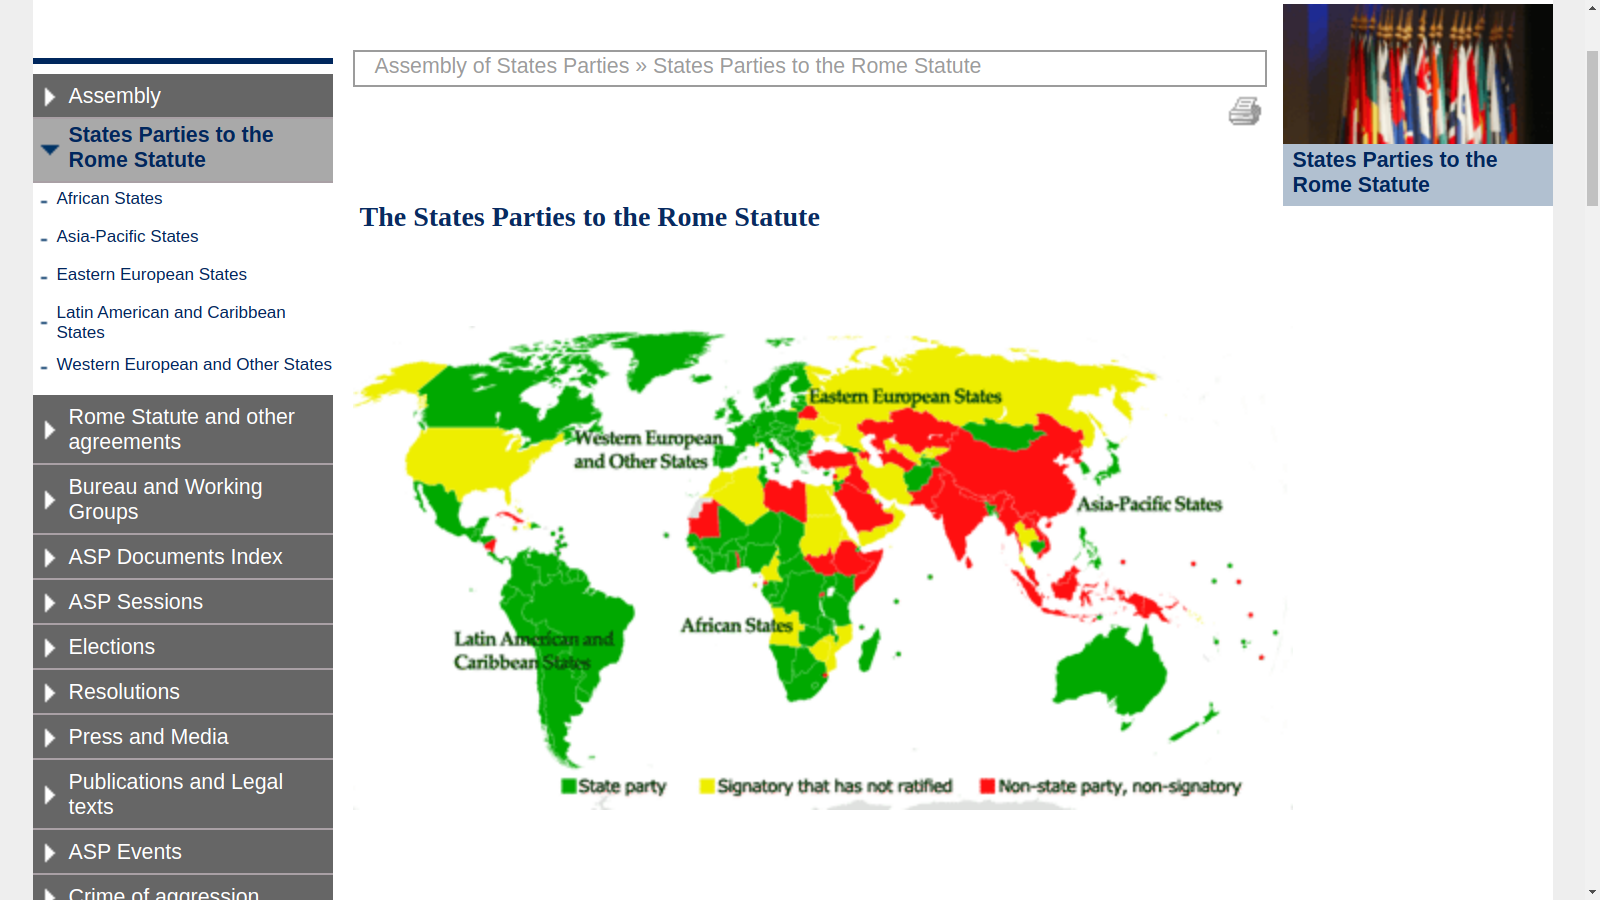 Assembly of States Parties » States Parties to the Rome Statute
Assembly
States Parties to the
Rome Statute
African States
Asia-Pacific States
Eastern European States
Latin American and Caribbean
States
Western European and Other States
Rome Statute and other
agreements
Bureau and Working
Groups
ASP Documents Index
ASP Sessions
Elections
Resolutions
Press and Media
Publications and Legal
texts
ASP Events
Crime of aggression
The States Parties to the Rome Statute
Eastern European States
Western European
and Other States
Asia-Pacific States
African States
Latin American and
Caribbean States
State party
Signatory that has not ratified
Non-state party, non-signatory
States Parties to the
Rome Statute